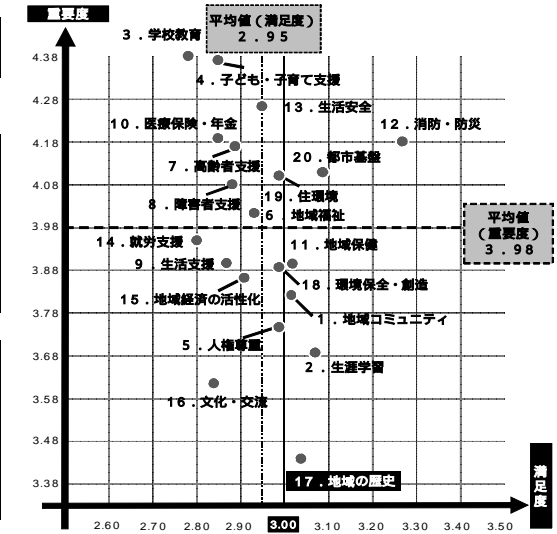 重要度
平均値（満足度）
２．９５
３．学校教育
４．子ども・子育て支援
１３．生活安全
１０．医療保険・年金
１２．消防・防災
７．高齢者支援
２０．都市基盤
８．障害者支援
１９．住環境
６．地域福祉
平均値
（重要度）
３．９８
１４．就労支援
１１．地域保健
９．生活支援
１８．環境保全・創造
１５．地域経済の活性化
１．地域コミュニティ
５．人権尊重
２．生涯学習
１６．文化・交流
１７．地域の歴史
満足度
4.38
4.28
4.18
4.08
3.98
3.88
3.78
3.68
3.58
3.48
3.38
2.60 2.70 2.80 2.90 3.00 3.10 3.20 3.30 3.40 3.50